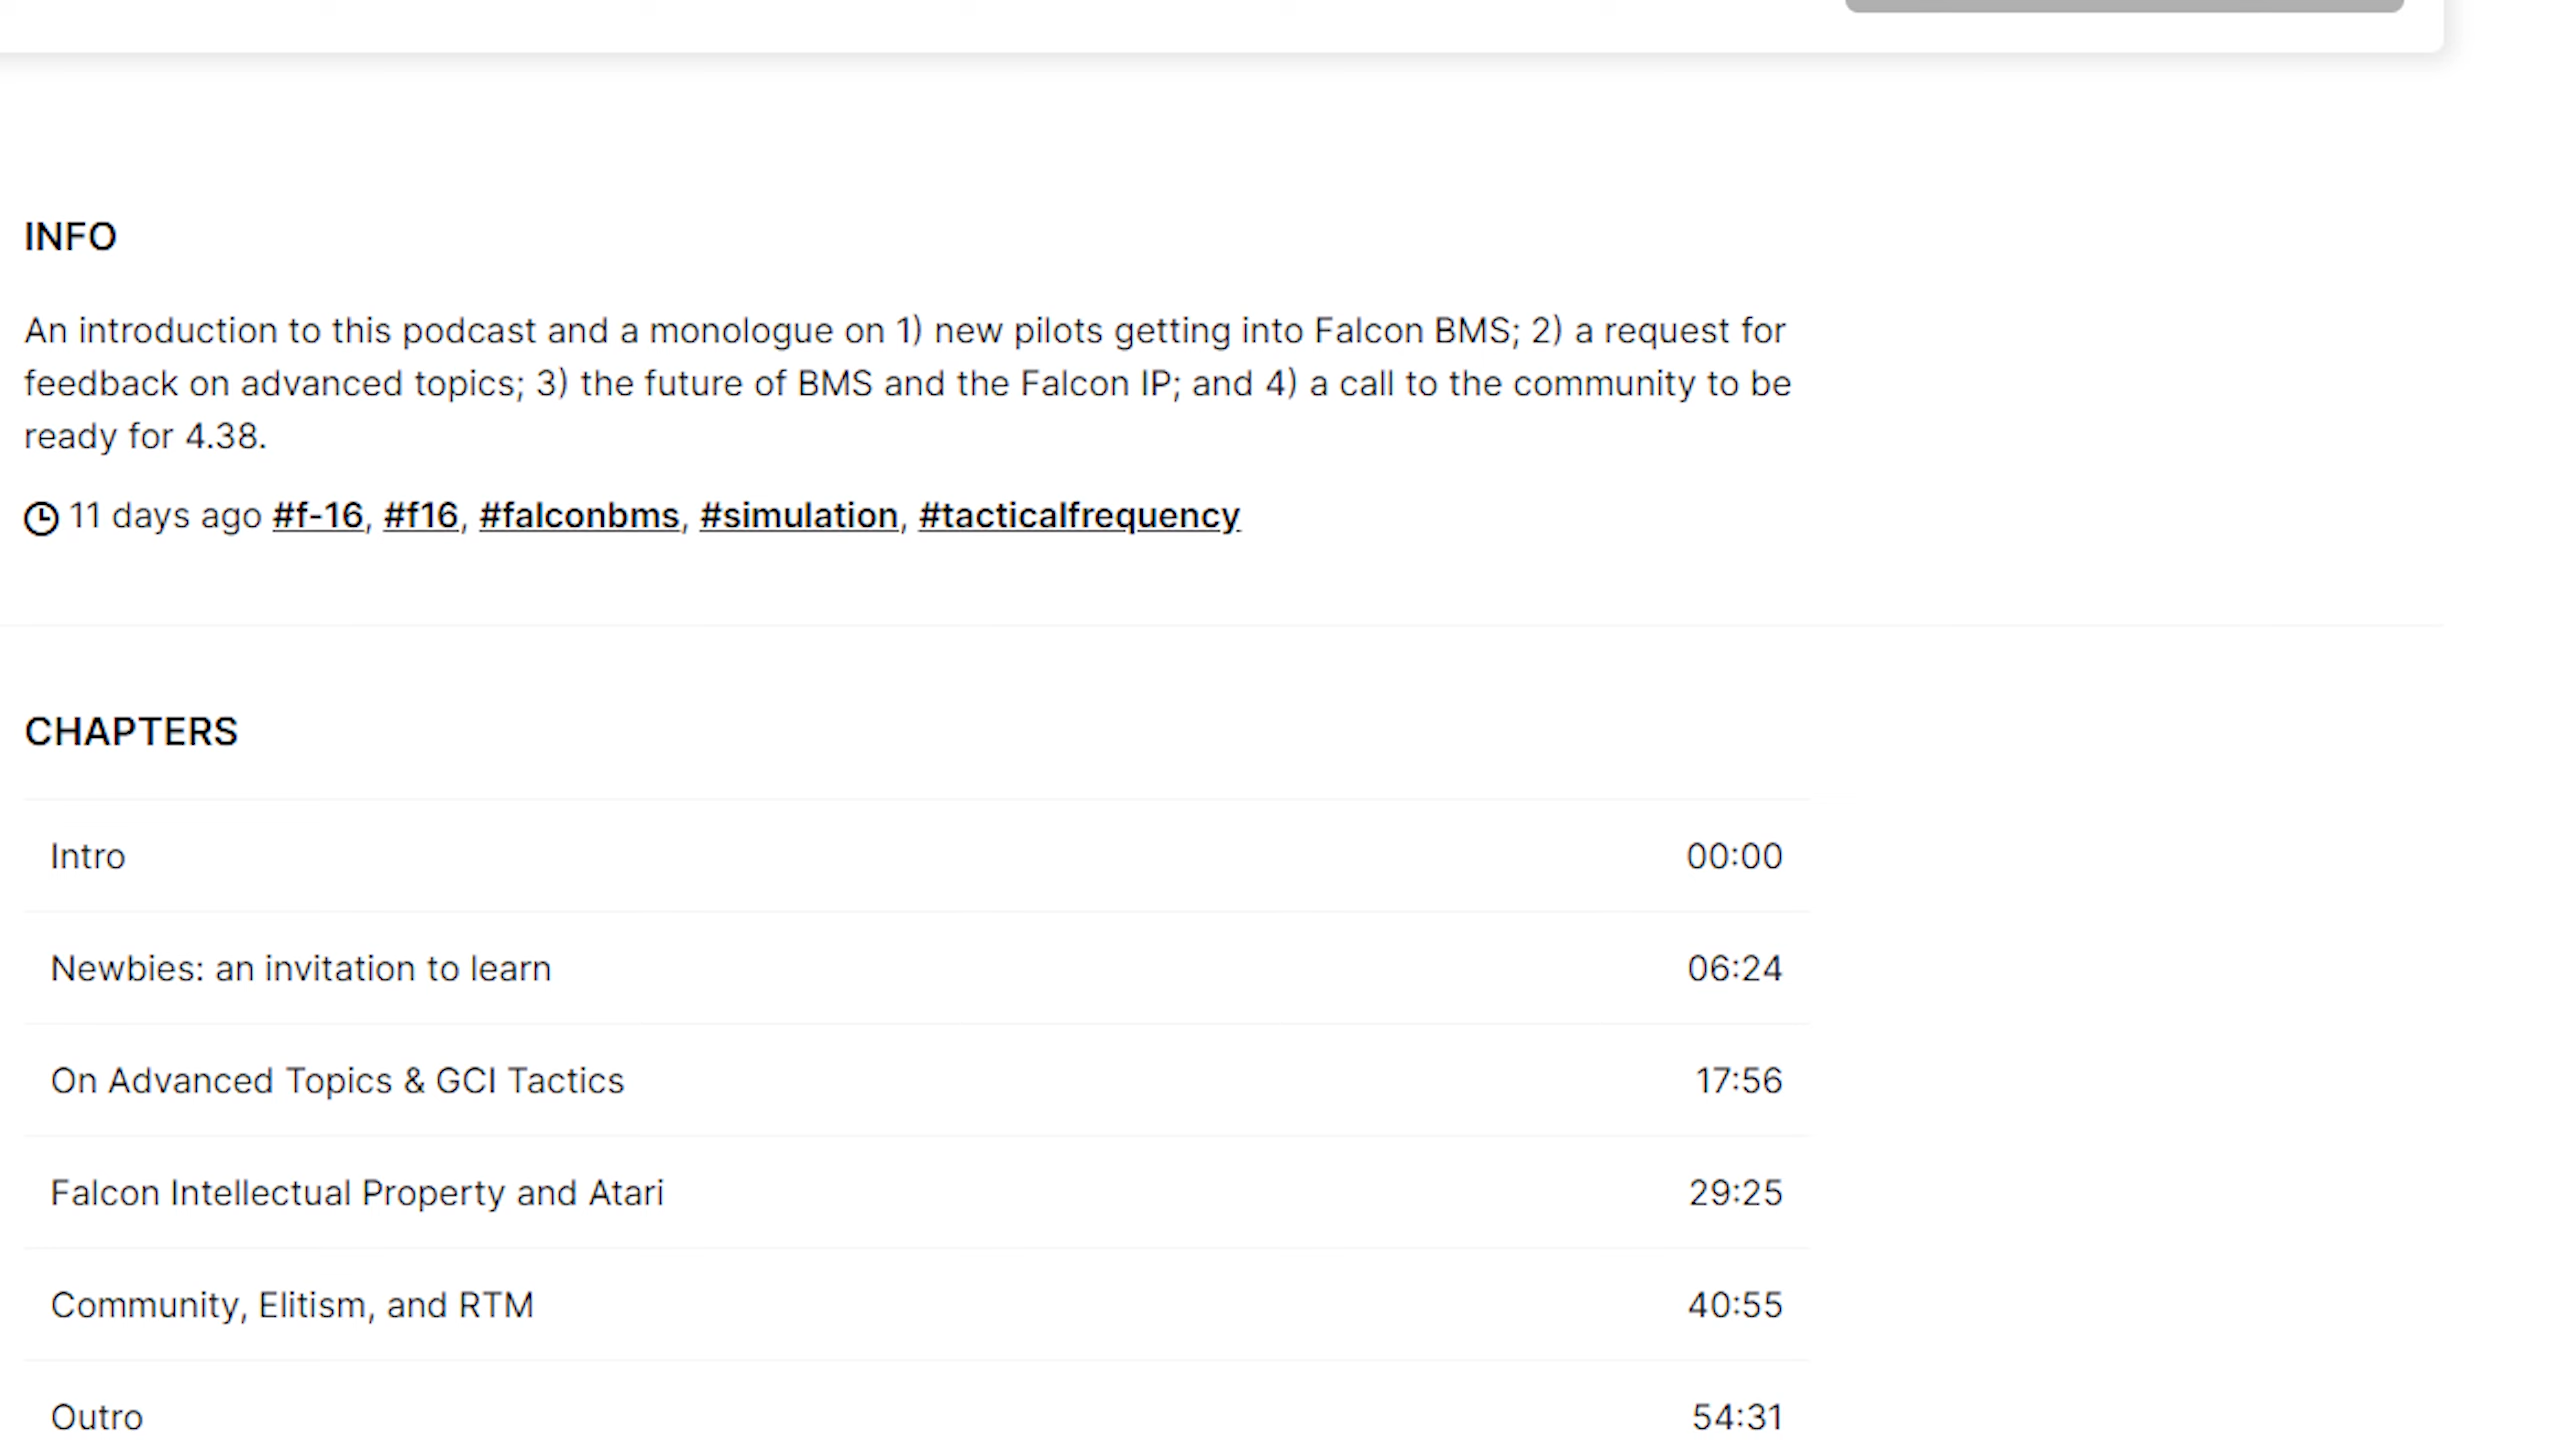 INFO
An introduction to this podcast and a monologue on 1) new pilots getting into Falcon BMS; 2) a request for
feedback on advanced topics; 3) the future of BMS and the Falcon IP; and 4) a call to the community to be
ready for 4.38.
11 days ago #f-16, #f16, #falconbms, #simulation, #tacticalfrequency
CHAPTERS
Intro 00:00
Newbies: an invitation to learn 06:24
On Advanced Topics & GCI Tactics 17:56
Falcon Intellectual Property and Atari 29:25
Community, Elitism, and RTM 40:55
Outro 54:31